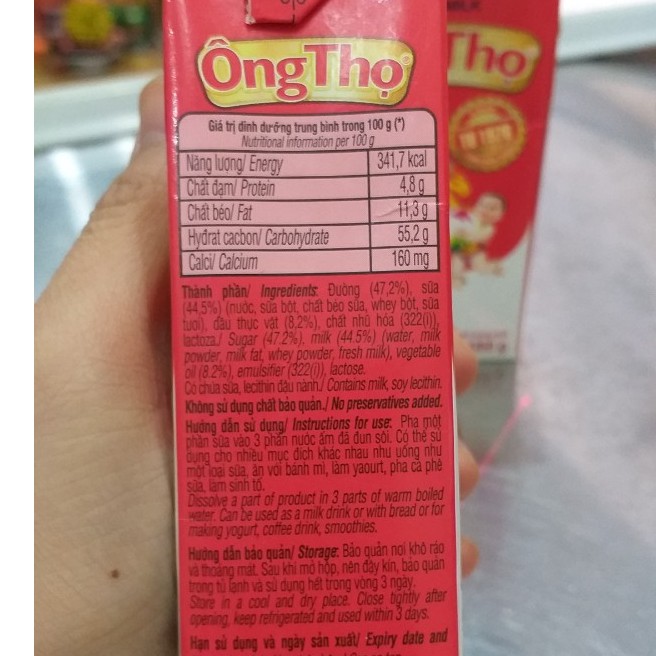 ÔngThọ
Thọ
Giá trị dinh dưỡng trung bình trong 100 g (*)
Nutritional information per 100 g
Năng lượng/ Energy 341,7 kcal
Chất đạm/ Protein 4,8 g
Chất béo/ Fat 11,3 g
Hyđrat cacbon/ Carbohydrate 55,2 g
Calci/ Calcium 160 mg
Thành phần/ Ingredients: Đường (47,2%), sữa
(44,5%) (nước, sữa bột, chất béo sữa, whey bột, sữa
tươi), dầu thực vật (8,2%), chất nhũ hóa (322(i)),
lactoza./ Sugar (47.2%), milk (44.5%) (water, milk
powder, milk fat, whey powder, fresh milk), vegetable
oil (8.2%), emulsifier (322(i)), lactose.
Có chứa sữa, lecithin đậu nành./ Contains milk, soy lecithin.
Không sử dụng chất bảo quản./ No preservatives added.
Hướng dẫn sử dụng/ Instructions for use: Pha một
phần sữa vào 3 phần nước ấm đã đun sôi. Có thể sử
dụng cho nhiều mục đích khác nhau như uống như
một loại sữa, ăn với bánh mì, làm yaourt, pha cà phê
sữa, làm sinh tố.
Dissolve a part of product in 3 parts of warm boiled
water. Can be used as a milk drink or with bread or for
making yogurt, coffee drink, smoothies.
Hướng dẫn bảo quản/ Storage: Bảo quản nơi khô ráo
và thoáng mát. Sau khi mở hộp, nên đậy kín, bảo quản
trong tủ lạnh và sử dụng hết trong vòng 3 ngày.
Store in a cool and dry place. Close tightly after
opening, keep refrigerated and used within 3 days.
Hạn sử dụng và ngày sản xuất/ Expiry date and